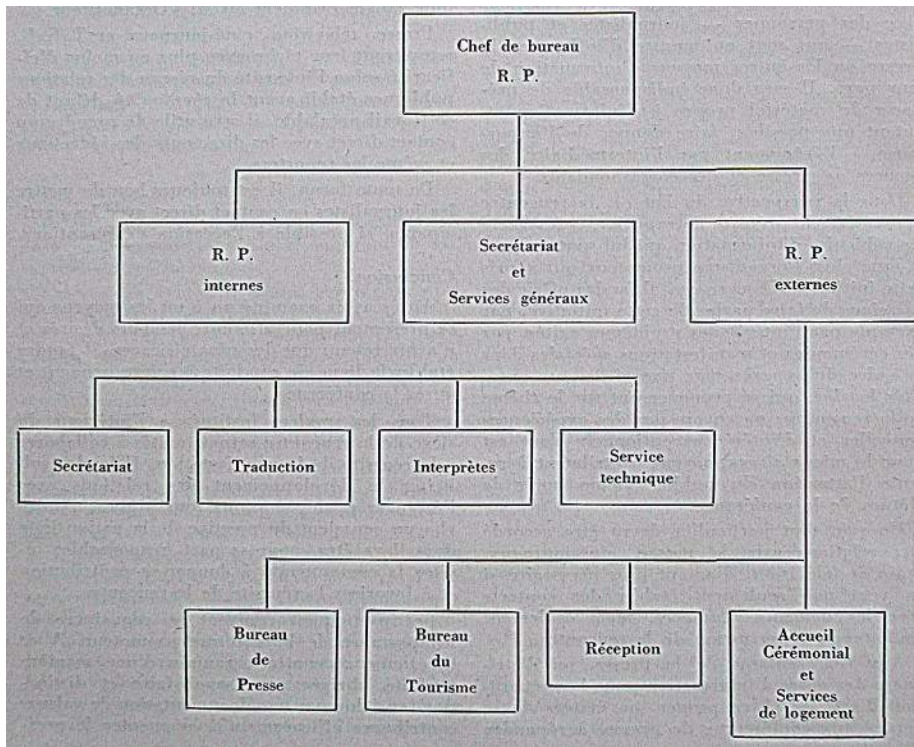 Chef de bureau
R. P.
R. P.
internes
Secrétariat
et
Services généraux
R. P.
externes
Secrétariat
Traduction
Interprètes
Service
technique
Bureau
de
Presse
Bureau
du
Tourisme
Réception
Accueil
Cérémonial
et
Services
de logement